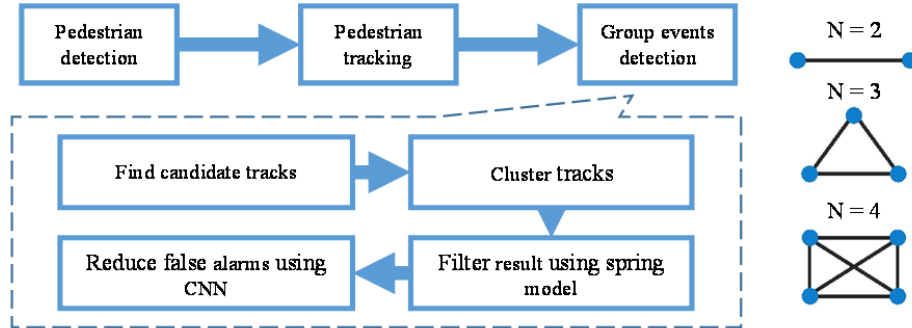 Pedestrian
detection
Pedestrian
tracking
Group events
detection
Find candidate tracks
Cluster tracks
Reduce false alarms using
CNN
Filter result using spring
model
N = 2
N = 3
N = 4